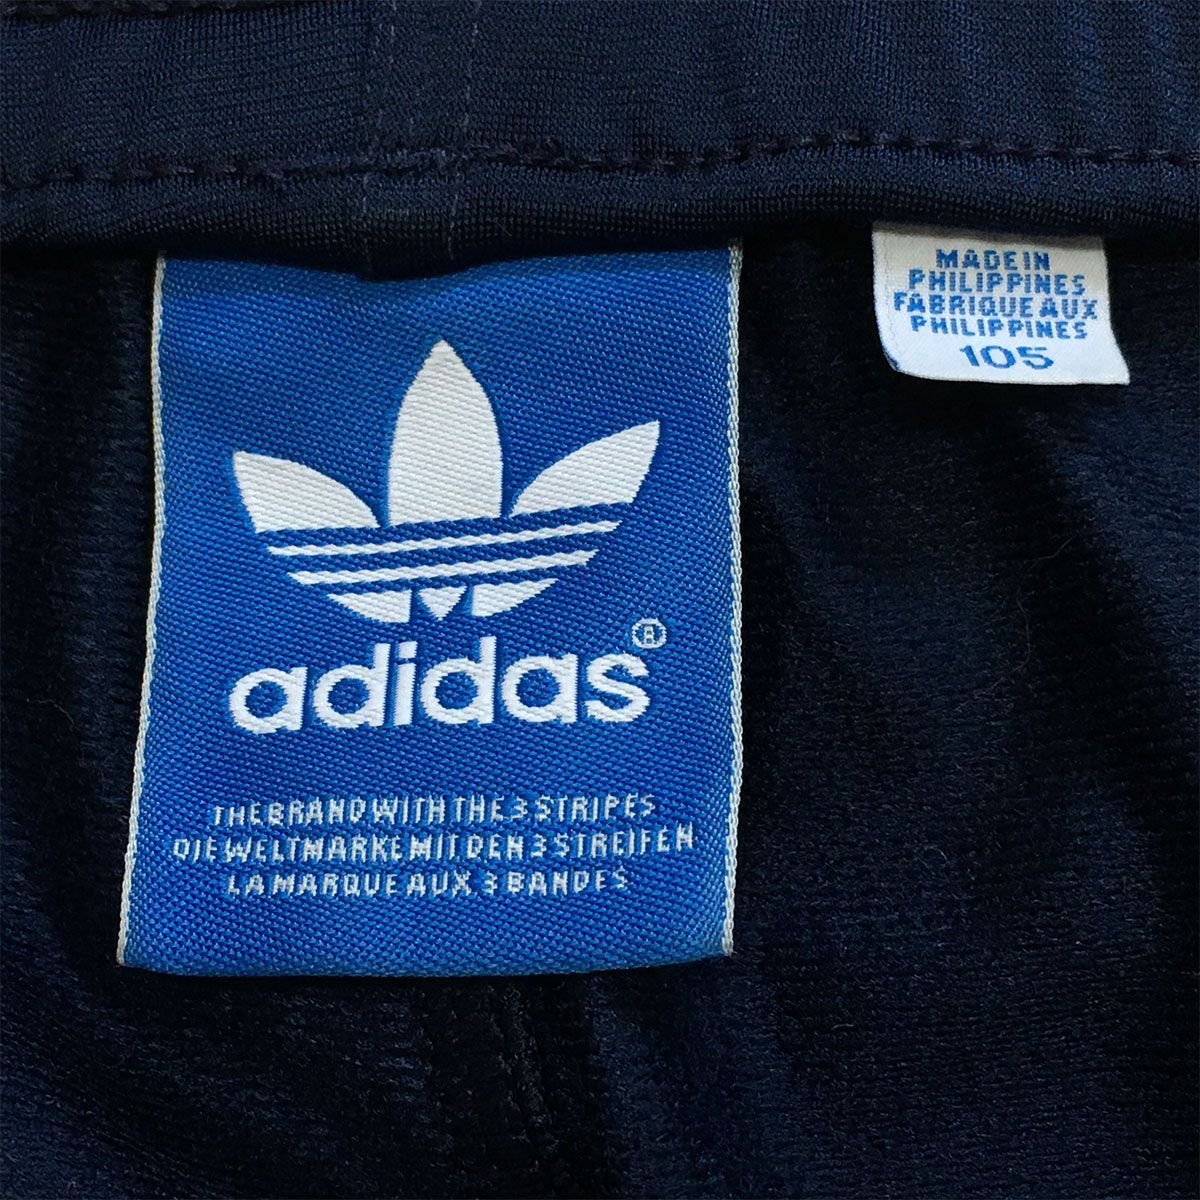 adidas®
THE BRAND WITH THE 3 STRIPES
DIE WELTMARKE MIT DEN 3 STREIFEN
LA MARQUE AUX 3 BANDES
MADE IN
PHILIPPINES
FABRIQUE AUX
PHILIPPINES
105